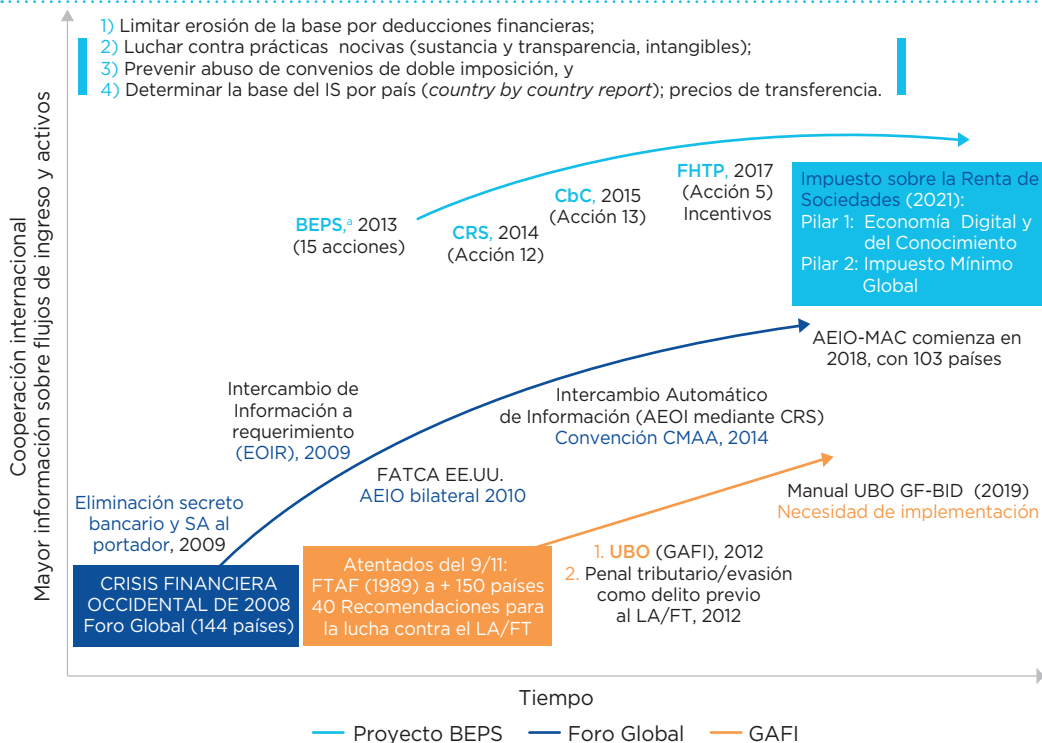 1) Limitar erosión de la base por deducciones financieras;
2) Luchar contra prácticas nocivas (sustancia y transparencia, intangibles);
3) Prevenir abuso de convenios de doble imposición, y
4) Determinar la base del IS por país (country by country report); precios de transferencia.
Cooperación internacional
Mayor información sobre flujos de ingreso y activos
BEPS,ª 2013
(15 acciones)
CRS, 2014
(Acción 12)
CbC, 2015
(Acción 13)
FHTP, 2017
(Acción 5)
Incentivos
Impuesto sobre la Renta de
Sociedades (2021):
Pilar 1: Economía Digital y
del Conocimiento
Pilar 2: Impuesto Mínimo
Global
AEIO-MAC comienza en
2018, con 103 países
Intercambio de
Información a
requerimiento
(EOIR), 2009
Intercambio Automático
de Información (AEOI mediante CRS)
Convención CMAA, 2014
FATCA EE.UU.
AEIO bilateral 2010
Eliminación secreto
bancario y SA al
portador, 2009
Manual UBO GF-BID (2019)
Necesidad de implementación
CRISIS FINANCIERA
OCCIDENTAL DE 2008
Foro Global (144 países)
Atentados del 9/11:
FTAF (1989) a + 150 países
40 Recomendaciones para
la lucha contra el LA/FT
1. UBO (GAFI), 2012
2. Penal tributario/evasión
como delito previo
al LA/FT, 2012
Tiempo
Proyecto BEPS
Foro Global
GAFI